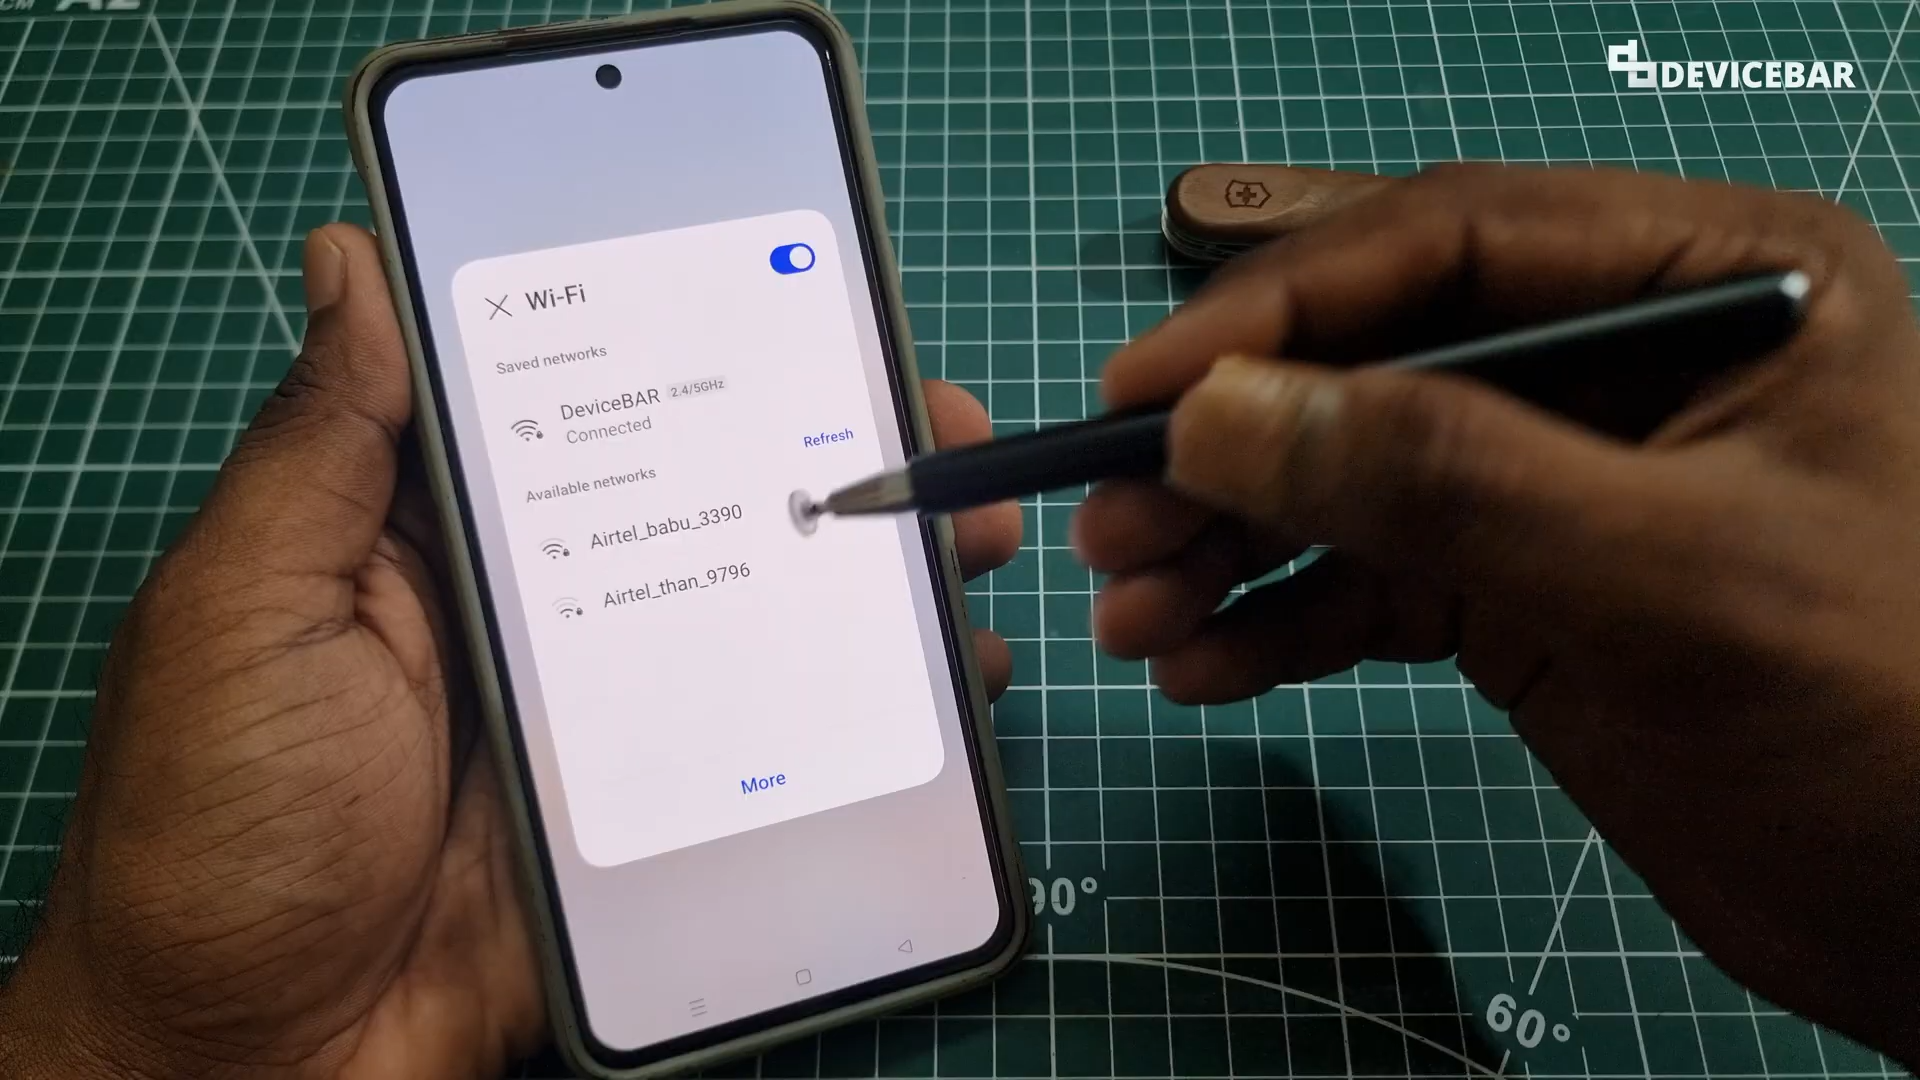 DEVICEBAR
Wi-Fi
Saved networks
DeviceBAR 2.4/5GHz
Connected
Available networks
Refresh
Airtel_babu_3390
Airtel_than_9796
More
90°
60°